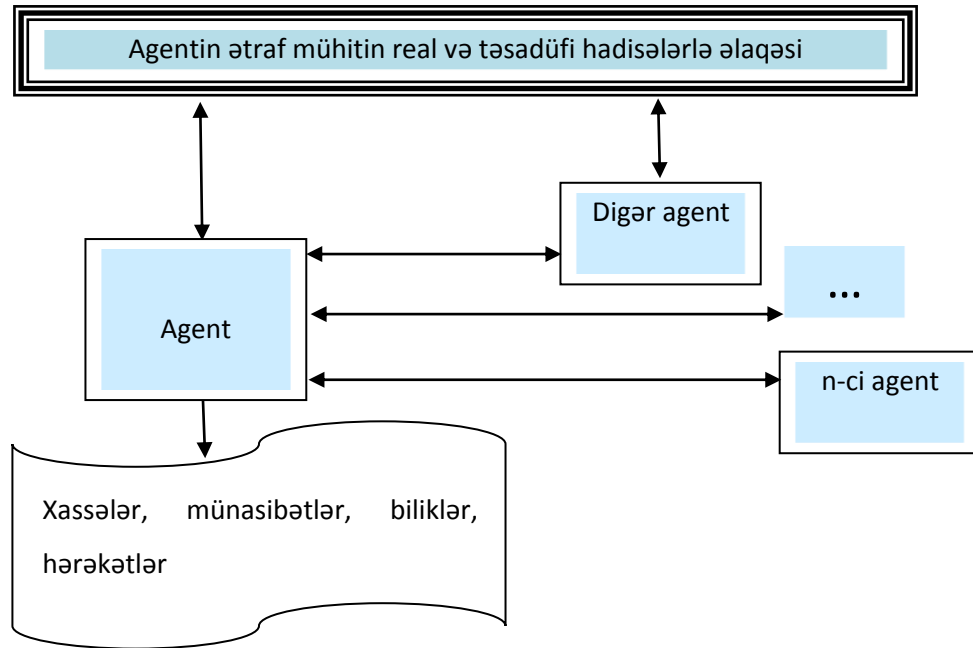 Agentin ətraf mühitin real və təsadüfi hadisələrlə əlaqəsi
Digər agent
...
Agent
n-ci agent
Xassələr, münasibətlər, biliklər,
hərəkətlər